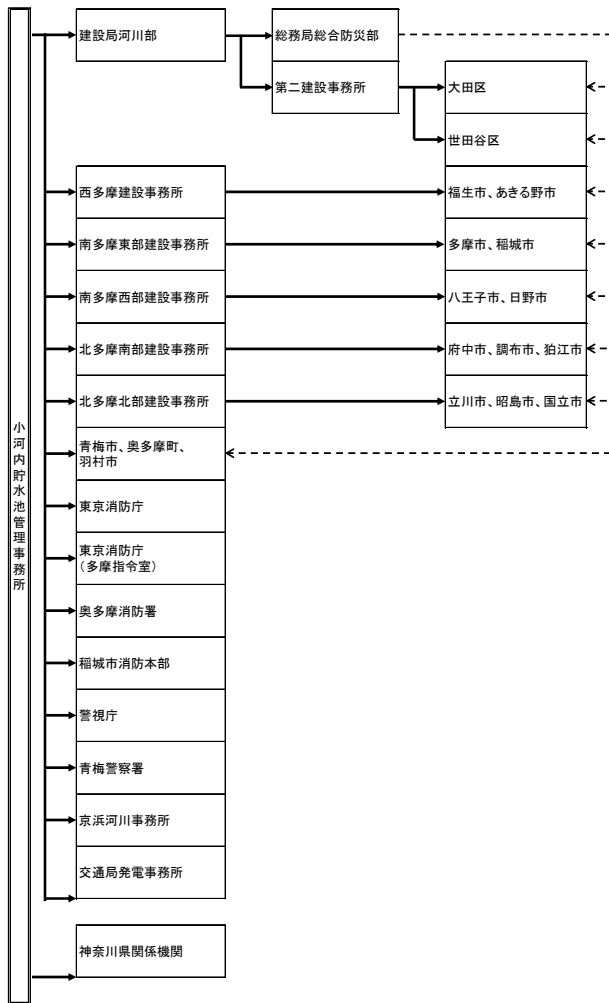 小河内貯水池管理事務所
建設局河川部
総務局総合防災部
第二建設事務所
大田区
世田谷区
西多摩建設事務所
福生市、あきる野市
南多摩東部建設事務所
多摩市、稲城市
南多摩西部建設事務所
八王子市、日野市
北多摩南部建設事務所
府中市、調布市、狛江市
北多摩北部建設事務所
立川市、昭島市、国立市
青梅市、奥多摩町、
羽村市
東京消防庁
東京消防庁
（多摩指令室）
奥多摩消防署
稲城市消防本部
警視庁
青梅警察署
京浜河川事務所
交通局発電事務所
神奈川県関係機関